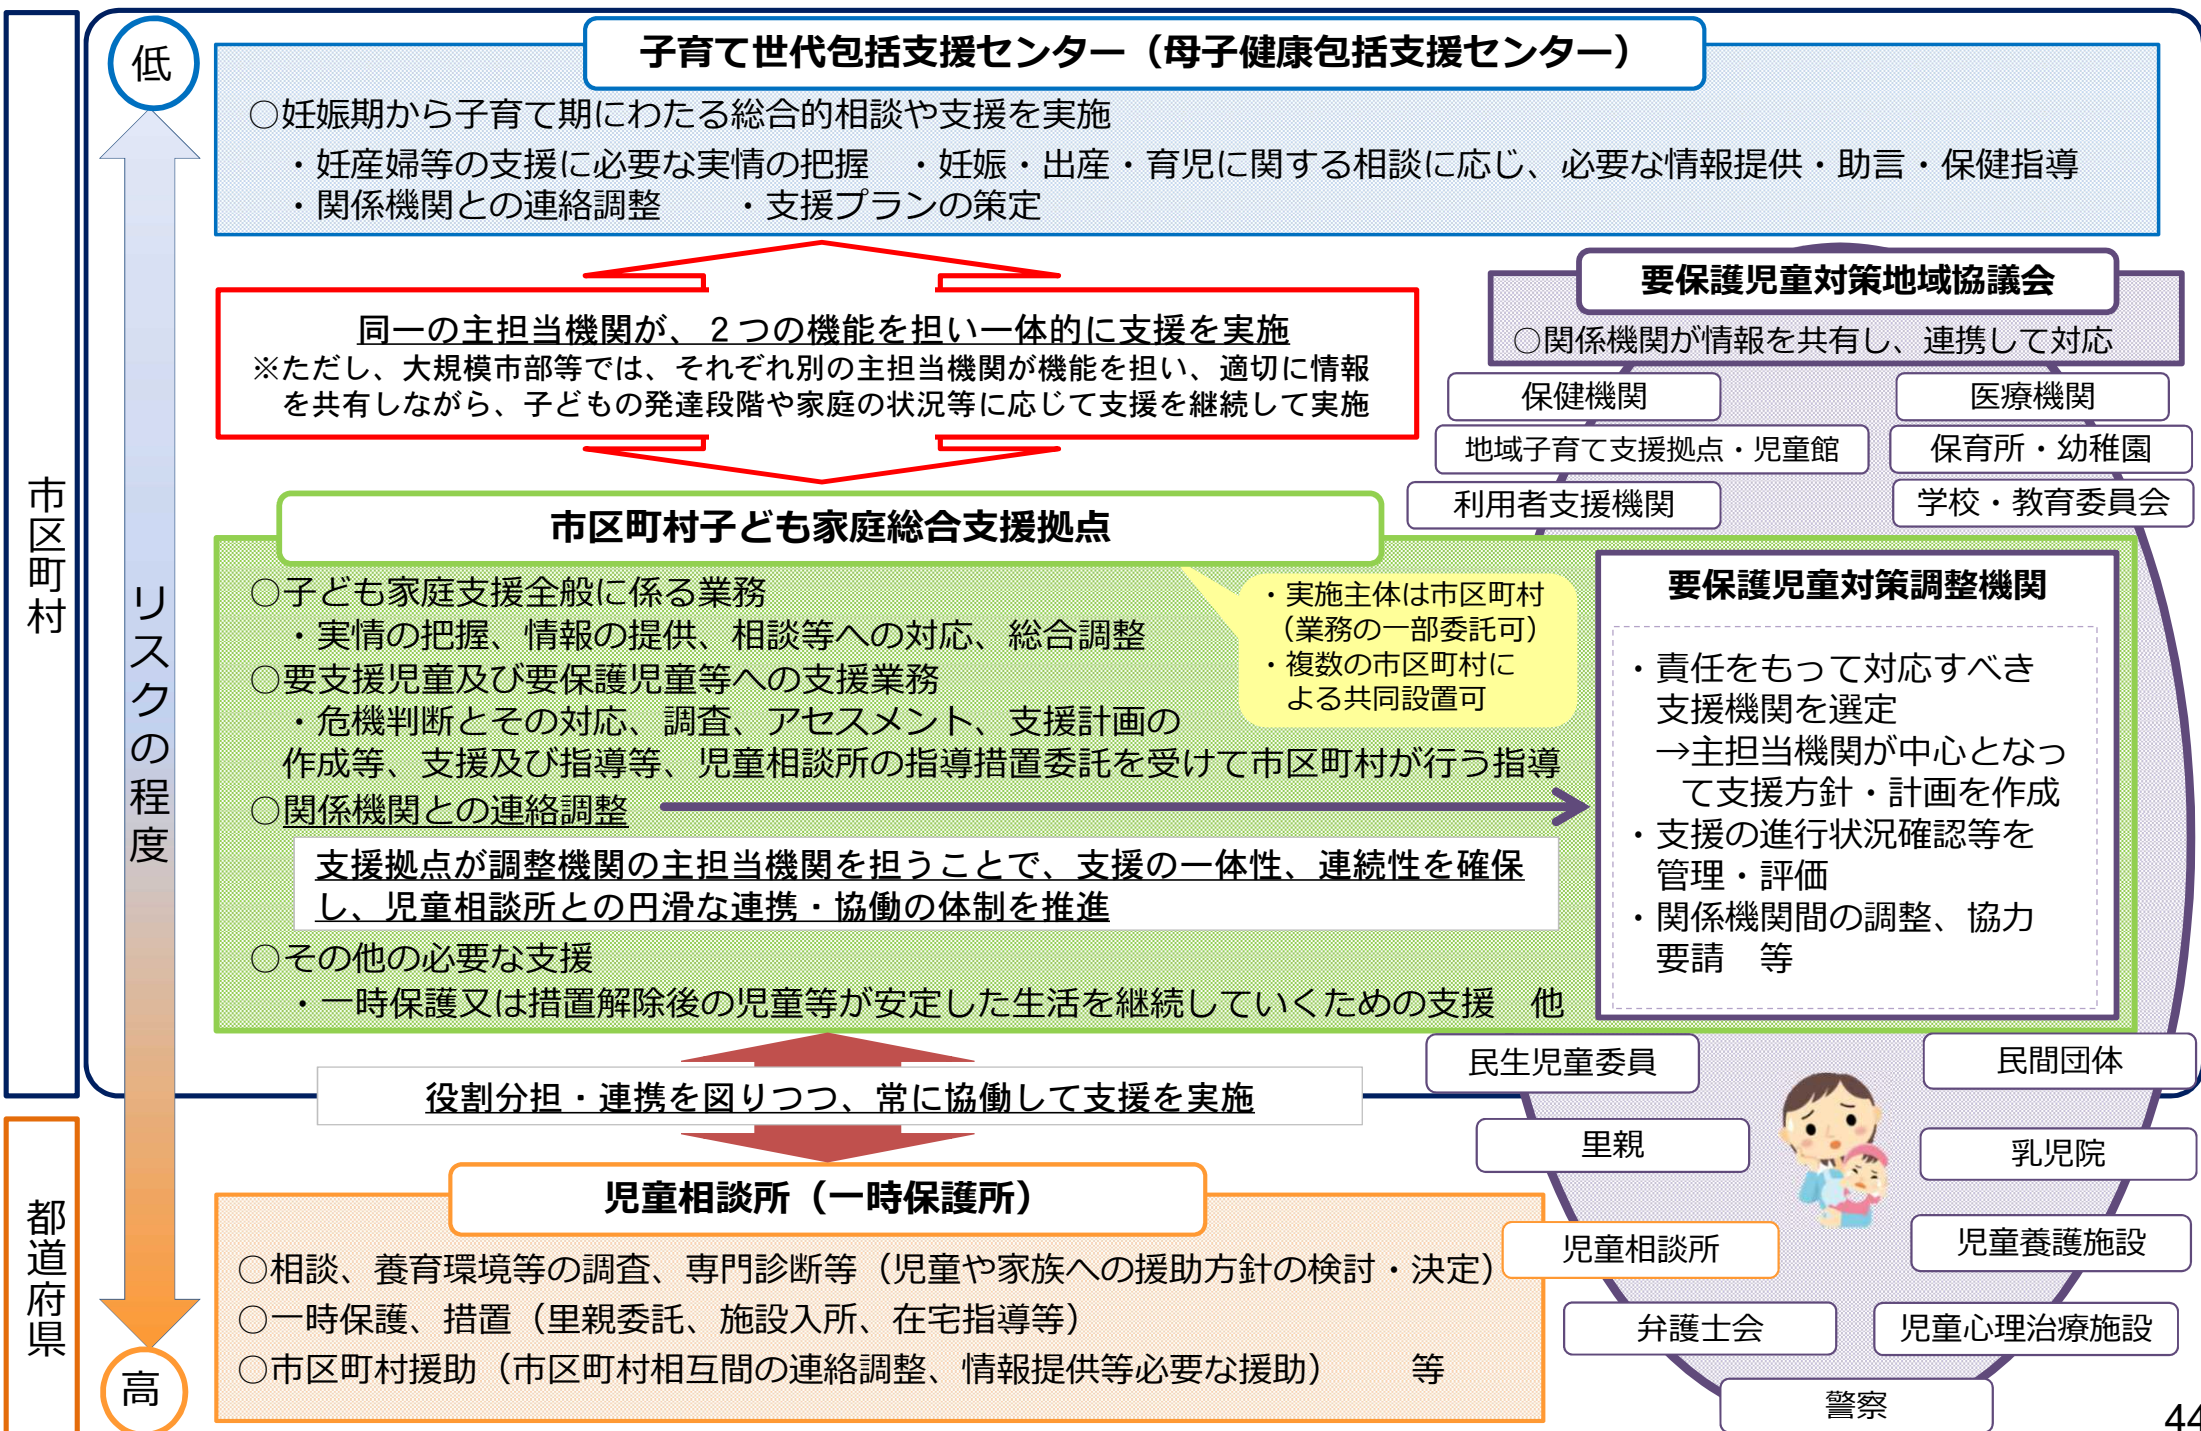 市区町村
都道府県
低
リスクの程度
高
子育て世代包括支援センター（母子健康包括支援センター）
○妊娠期から子育て期にわたる総合的相談や支援を実施
・妊産婦等の支援に必要な実情の把握　・妊娠・出産・育児に関する相談に応じ、必要な情報提供・助言・保健指導
・関係機関との連絡調整　　・支援プランの策定
同一の主担当機関が、２つの機能を担い一体的に支援を実施
※ただし、大規模市部等では、それぞれ別の主担当機関が機能を担い、適切に情報
を共有しながら、子どもの発達段階や家庭の状況等に応じて支援を継続して実施
市区町村子ども家庭総合支援拠点
○子ども家庭支援全般に係る業務
・実情の把握、情報の提供、相談等への対応、総合調整
○要支援児童及び要保護児童等への支援業務
・危機判断とその対応、調査、アセスメント、支援計画の
作成等、支援及び指導等、児童相談所の指導措置委託を受けて市区町村が行う指導
○関係機関との連絡調整
支援拠点が調整機関の主担当機関を担うことで、支援の一体性、連続性を確保
し、児童相談所との円滑な連携・協働の体制を推進
○その他の必要な支援
・一時保護又は措置解除後の児童等が安定した生活を継続していくための支援　他
・実施主体は市区町村
（業務の一部委託可）
・複数の市区町村に
よる共同設置可
役割分担・連携を図りつつ、常に協働して支援を実施
児童相談所（一時保護所）
○相談、養育環境等の調査、専門診断等（児童や家族への援助方針の検討・決定）
○一時保護、措置（里親委託、施設入所、在宅指導等）
○市区町村援助（市区町村相互間の連絡調整、情報提供等必要な援助）　　等
要保護児童対策地域協議会
○関係機関が情報を共有し、連携して対応
保健機関
医療機関
地域子育て支援拠点・児童館
保育所・幼稚園
利用者支援機関
学校・教育委員会
要保護児童対策調整機関
・責任をもって対応すべき
支援機関を選定
→主担当機関が中心となっ
て支援方針・計画を作成
・支援の進行状況確認等を
管理・評価
・関係機関間の調整、協力
要請　等
民生児童委員
民間団体
里親
乳児院
児童相談所
児童養護施設
弁護士会
児童心理治療施設
警察
44